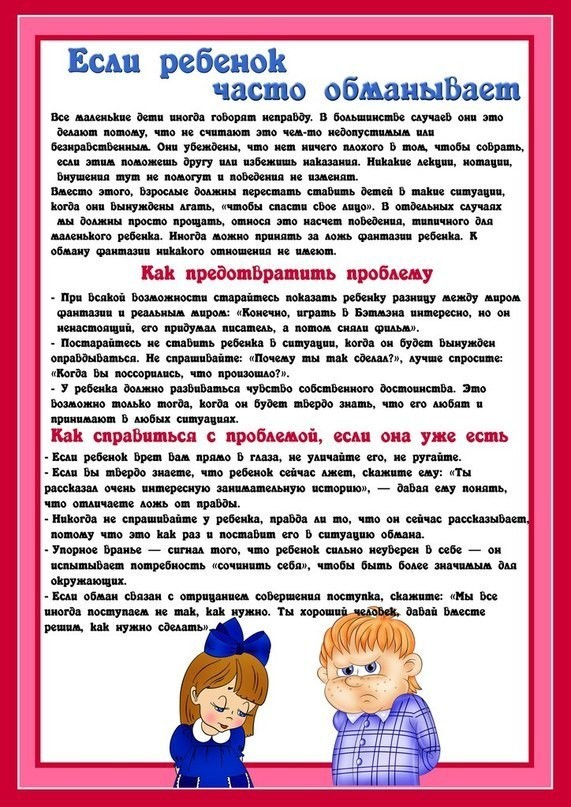 Если ребенок
часто обманывает
Все маленькие дети иногда говорят неправду. В большинстве случаев они это
делают потому, что не считают это чем-то недопустимым или
безнравственным. Они убеждены, что нет ничего плохого в том, чтобы соврать,
если этим поможешь другу или избежишь наказания. Никакие лекции, нотации,
внушения тут не помогут и поведения не изменят.
Вместо этого, взрослые должны перестать ставить детей в такие ситуации,
когда они вынуждены лгать, «чтобы спасти свое лицо». В отдельных случаях
мы должны просто прощать, относя это насчет поведения, типичного для
маленького ребенка. Иногда можно принять за ложь фантазии ребенка. К
обману фантазии никакого отношения не имеют.
Как предотвратить проблему
- При всякой возможности старайтесь показать ребенку разницу между миром
фантазии и реальным миром: «Конечно, играть в Бэтмэна интересно, но он
ненастоящий, его придумал писатель, а потом сняли фильм».
- Постарайтесь не ставить ребенка в ситуации, когда он будет вынужден
оправдываться. Не спрашивайте: «Почему ты так сделал?», лучше спросите:
«Когда вы поссорились, что произошло?».
- У ребенка должно развиваться чувство собственного достоинства. Это
возможно только тогда, когда он будет твердо знать, что его любят и
принимают в любых ситуациях.
Как справиться с проблемой, если она уже есть
- Если ребенок врет вам прямо в глаза, не уличайте его, не ругайте.
- Если вы твердо знаете, что ребенок сейчас лжет, скажите ему: «Ты
рассказал очень интересную занимательную историю», — давая ему понять,
что отличаете ложь от правды.
- Никогда не спрашивайте у ребенка, правда ли то, что он сейчас рассказывает,
потому что это как раз и поставит его в ситуацию обмана.
- Упорное вранье — сигнал того, что ребенок сильно неуверен в себе — он
испытывает потребность «сочинить себя», чтобы быть более значимым для
окружающих.
- Если обман связан с отрицанием совершения поступка, скажите: «Мы все
иногда поступаем не так, как нужно. Ты хороший человек, давай вместе
решим, как нужно сделать».